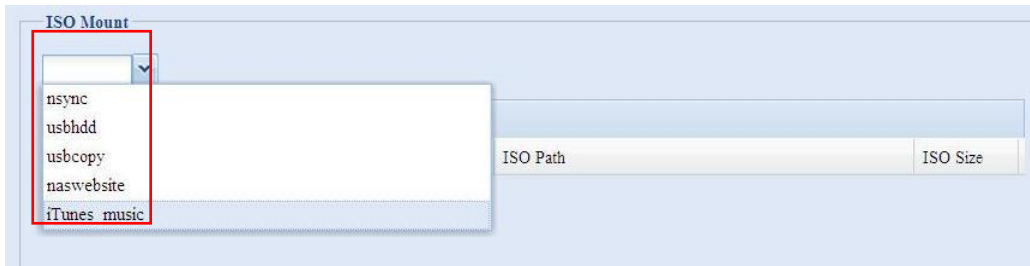 ISO Mount
nsync
usbhdd
usbcopy
ISO Path ISO Size
naswebsite
iTunes_music